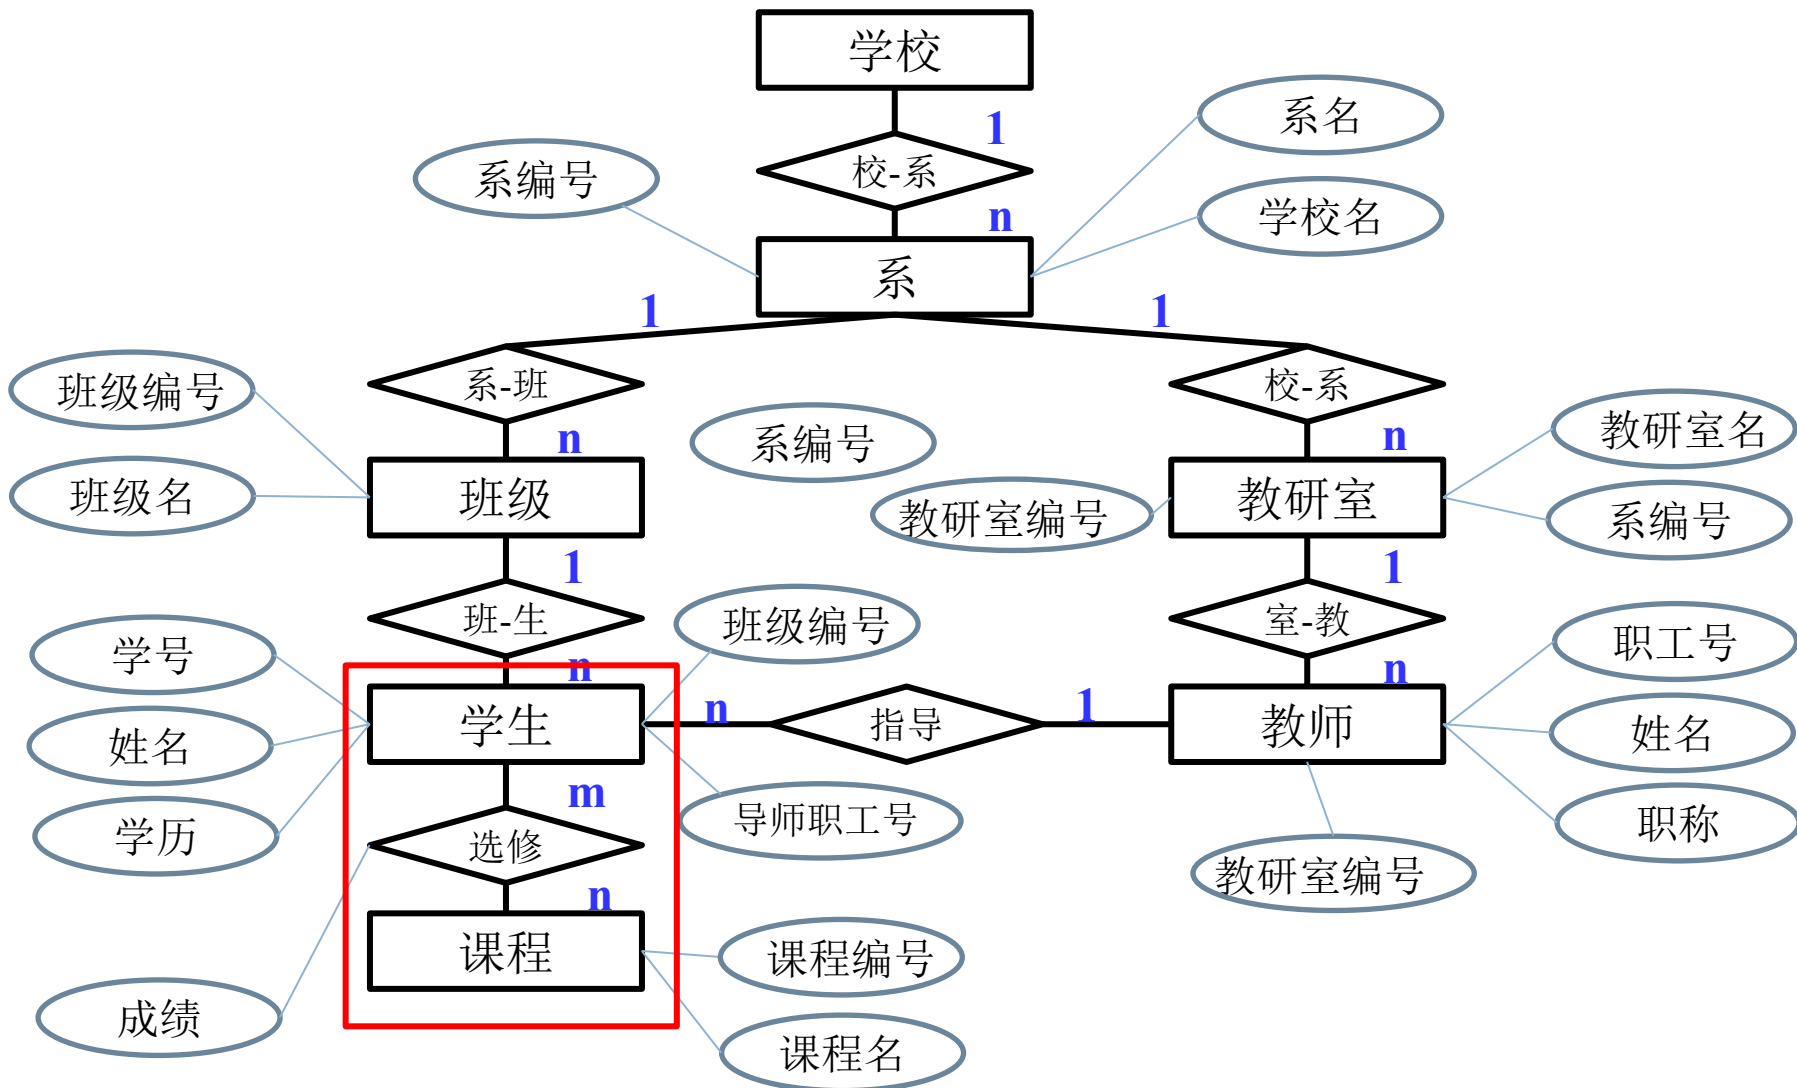 学校
1
系名
校-系
系编号
n
学校名
系
1
1
班级编号
系-班
校-系
n
系编号
n
教研室名
班级名
班级
教研室编号
教研室
系编号
1
1
学号
班-生
班级编号
室-教
职工号
n
n
姓名
学生
n
指导
1
教师
姓名
学历
m
导师职工号
职称
选修
教研室编号
n
课程
课程编号
成绩
课程名